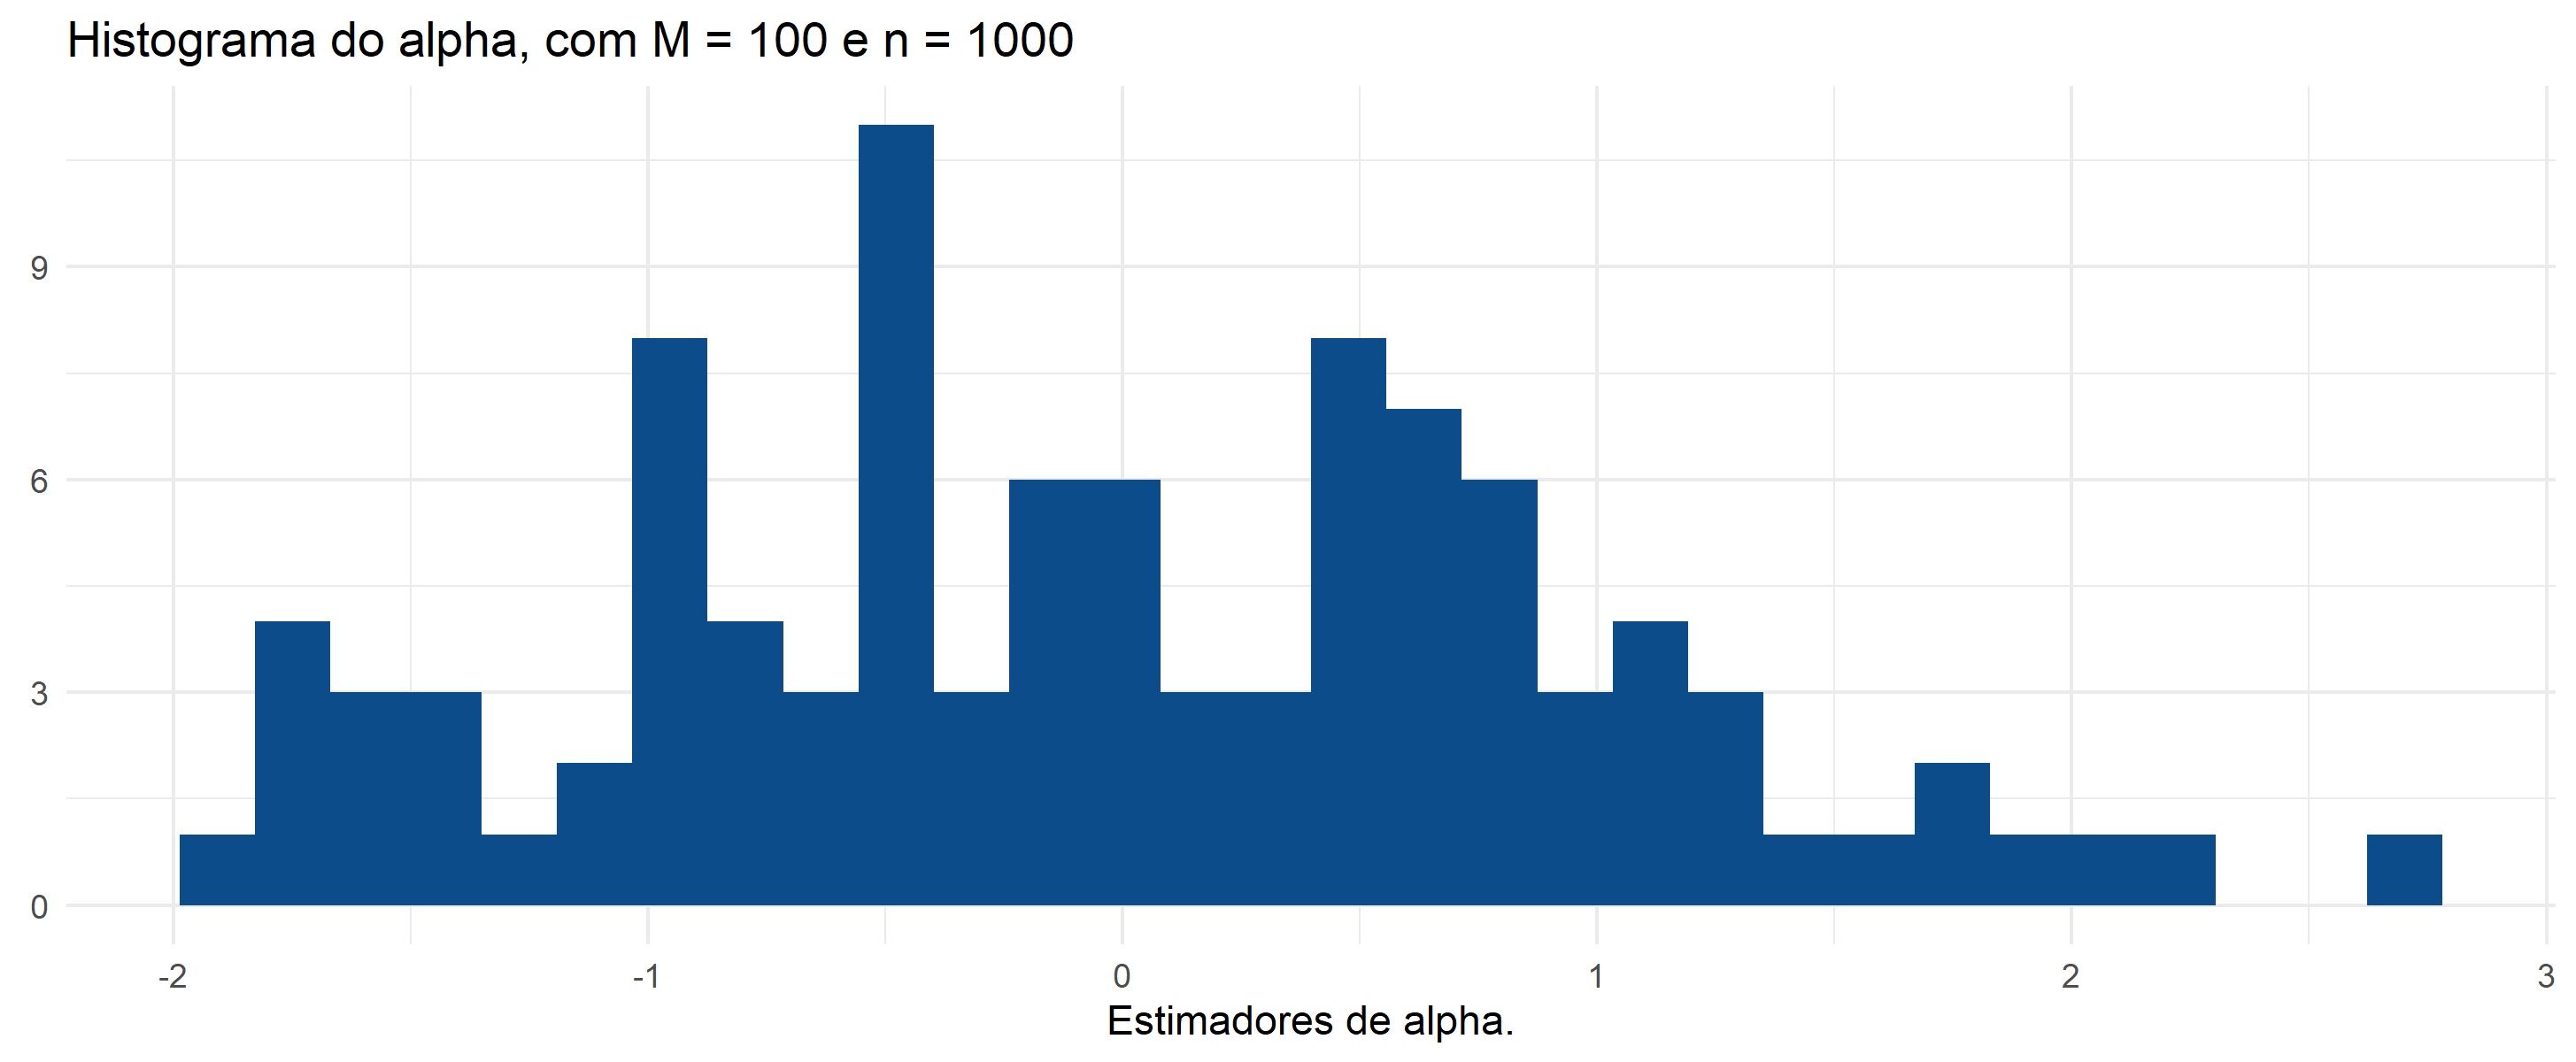 Histograma do alpha, com M = 100 e n = 1000
9
6
3
0
-2 -1 0 1 2 3
Estimadores de alpha.